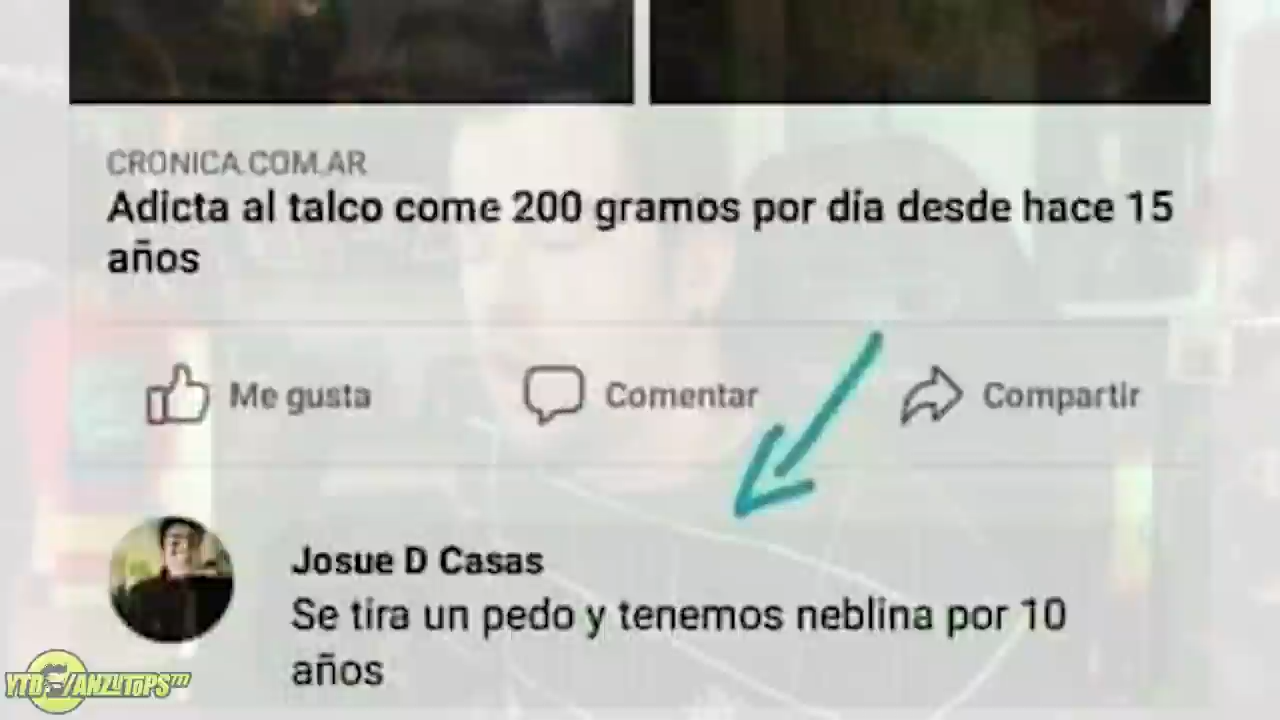 CRONICA.COM.AR
Adicta al talco come 200 gramos por día desde hace 15
años
Me gusta
Comentar
Compartir
Josue D Casas
Se tira un pedo y tenemos neblina por 10
años